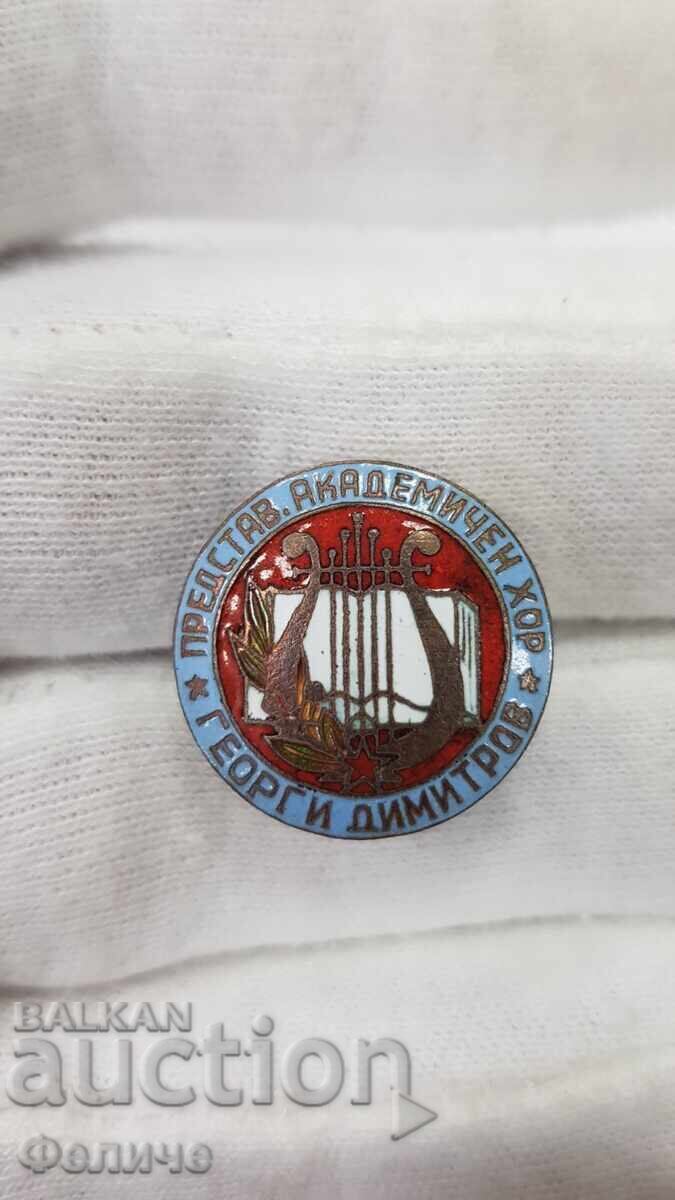 ПРЕДСТАВ. АКАДЕМИЧЕН ХОР
ГЕОРГИ ДИМИТРОВ
BALKAN
auction
Феличе